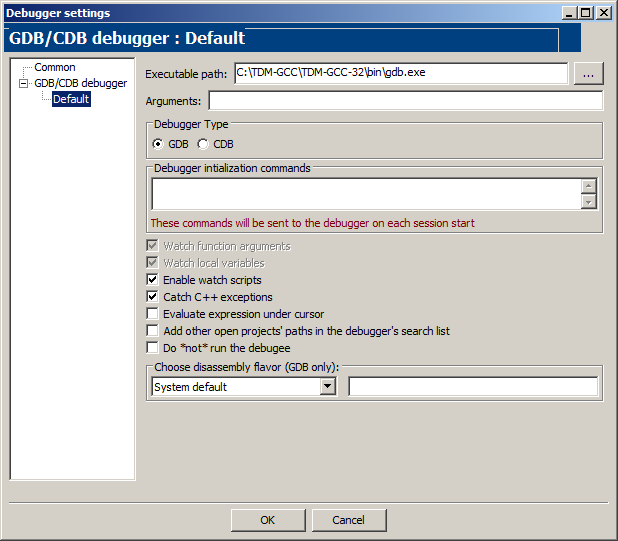 Debugger settings
GDB/CDB debugger : Default
Common
GDB/CDB debugger
Default
Executable path: C:\TDM-GCC\TDM-GCC-32\bin\gdb.exe ...
Arguments:
Debugger Type
GDB CDB
Debugger intialization commands
These commands will be sent to the debugger on each session start
Watch function arguments
Watch local variables
Enable watch scripts
Catch C++ exceptions
Evaluate expression under cursor
Add other open projects' paths in the debugger's search list
Do *not* run the debugee
Choose disassembly flavor (GDB only):
System default
OK Cancel